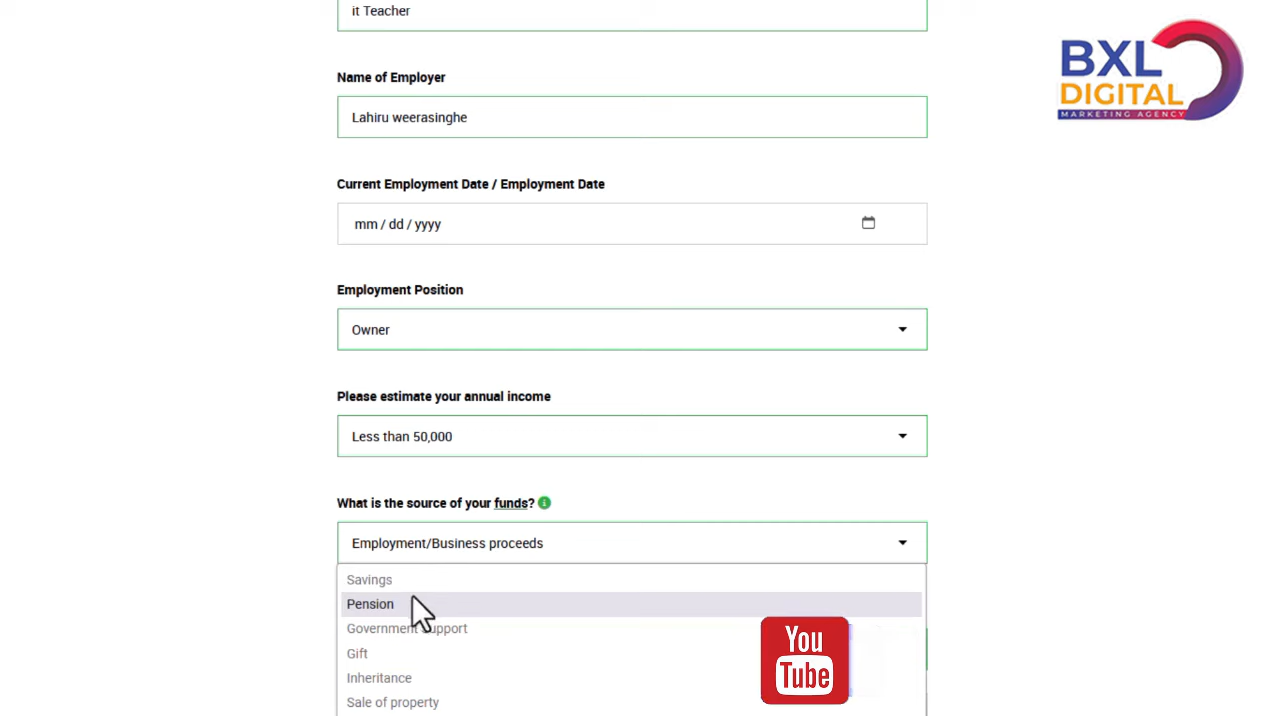 it Teacher
BXL
DIGITAL
MARKETING AGENCY
Name of Employer
Lahiru weerasinghe
Current Employment Date / Employment Date
mm / dd / yyyy
Employment Position
Owner
Please estimate your annual income
Less than 50,000
What is the source of your funds?
Employment/Business proceeds
Savings
Pension
Government Support
Gift
Inheritance
Sale of property
You
Tube